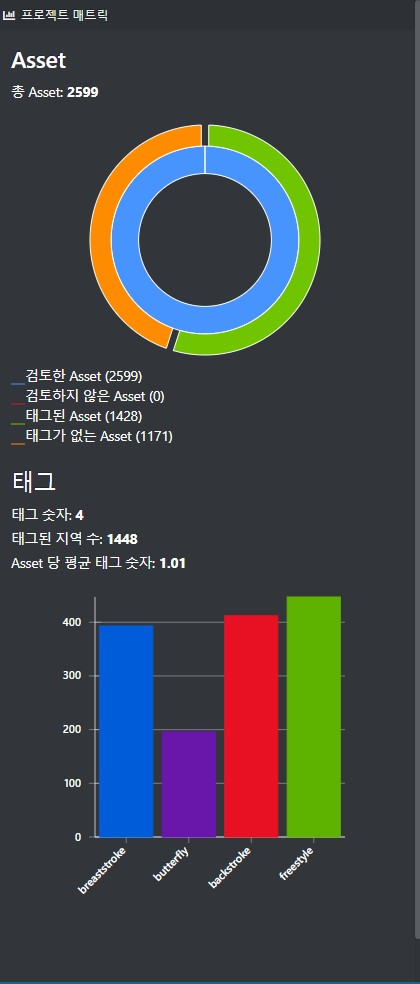 프로젝트 매트릭
Asset
총 Asset: 2599
검토한 Asset (2599)
검토하지 않은 Asset (0)
태그된 Asset (1428)
태그가 없는 Asset (1171)
태그
태그 숫자: 4
태그된 지역 수: 1448
Asset 당 평균 태그 숫자: 1.01
400
300
200
100
0
breaststroke
butterfly
backstroke
freestyle